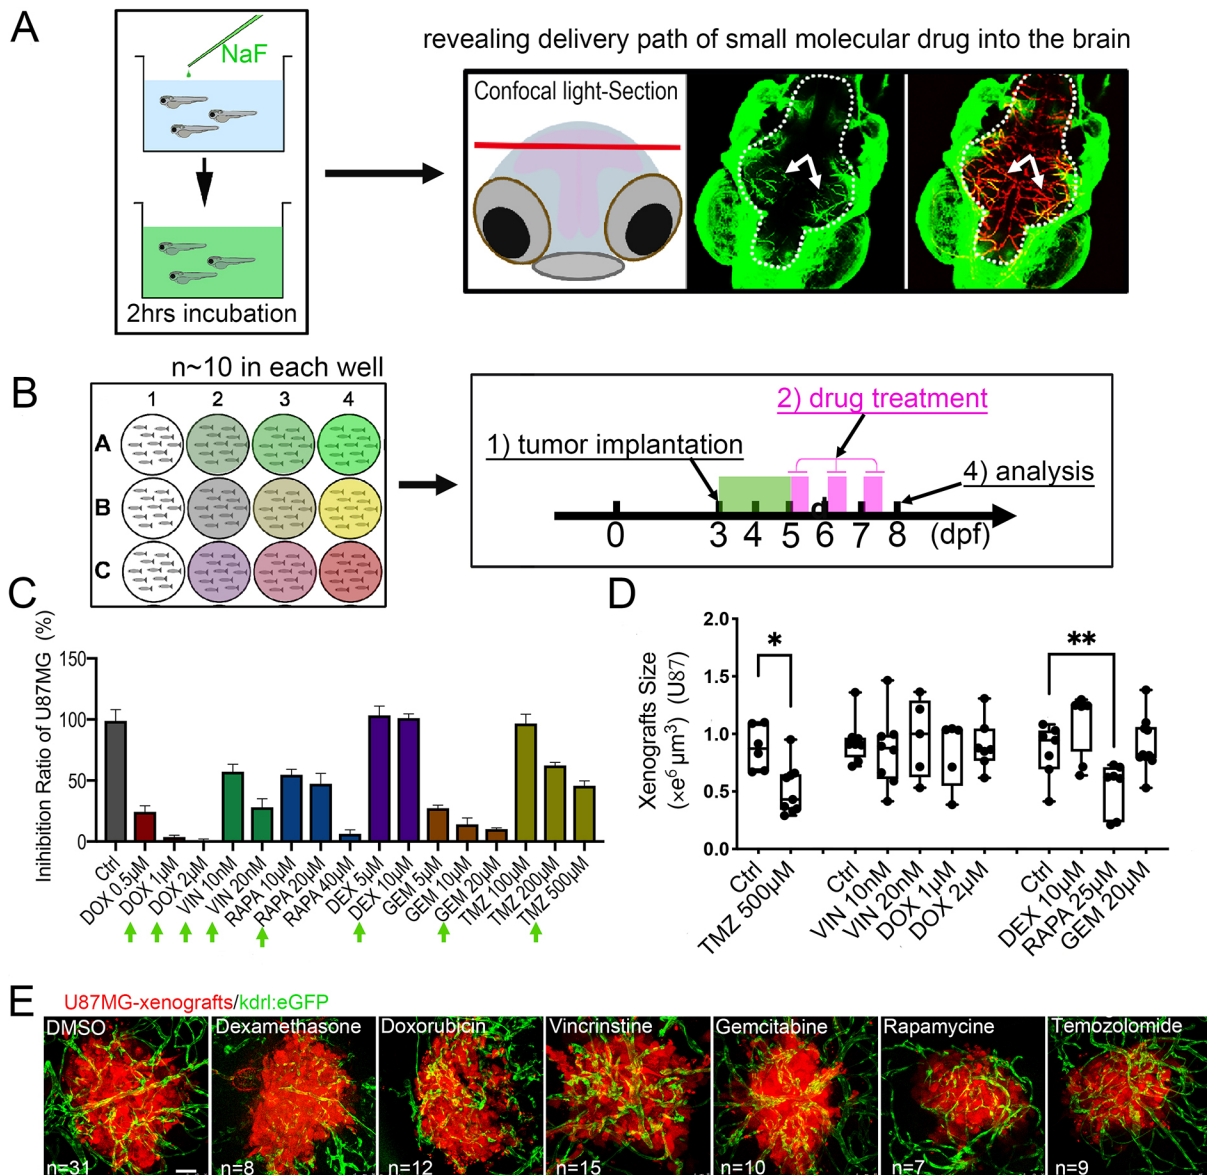 A
NaF
2hrs incubation
revealing delivery path of small molecular drug into the brain
Confocal light-Section
B
n~10 in each well
1 2 3 4
A
B
C
1) tumor implantation
2) drug treatment
4) analysis
0 3 4 5 6 7 8 (dpf)
C
Inhibition Ratio of U87MG (%)
150
100
50
0
Ctrl
DOX 0.5μM
DOX 1μM
DOX 2μM
VIN 10nM
VIN 20nM
RAPA 10μM
RAPA 20μM
RAPA 40μM
DEX 5μM
DEX 10μM
GEM 5μM
GEM 10μM
GEM 20μM
TMZ 100μM
TMZ 200μM
TMZ 500μM
D
Xenografts Size
(×e⁶ μm³) (U87)
2.0
1.5
1.0
0.5
0.0
*
**
Ctrl
TMZ 500μM
Ctrl
VIN 10nM
VIN 20nM
DOX 1μM
DOX 2μM
Ctrl
DEX 10μM
RAPA 25μM
GEM 20μM
E
U87MG-xenografts/kdrl:eGFP
DMSO
n=31
Dexamethasone
n=8
Doxorubicin
n=12
Vincrinstine
n=15
Gemcitabine
n=10
Rapamycine
n=7
Temozolomide
n=9